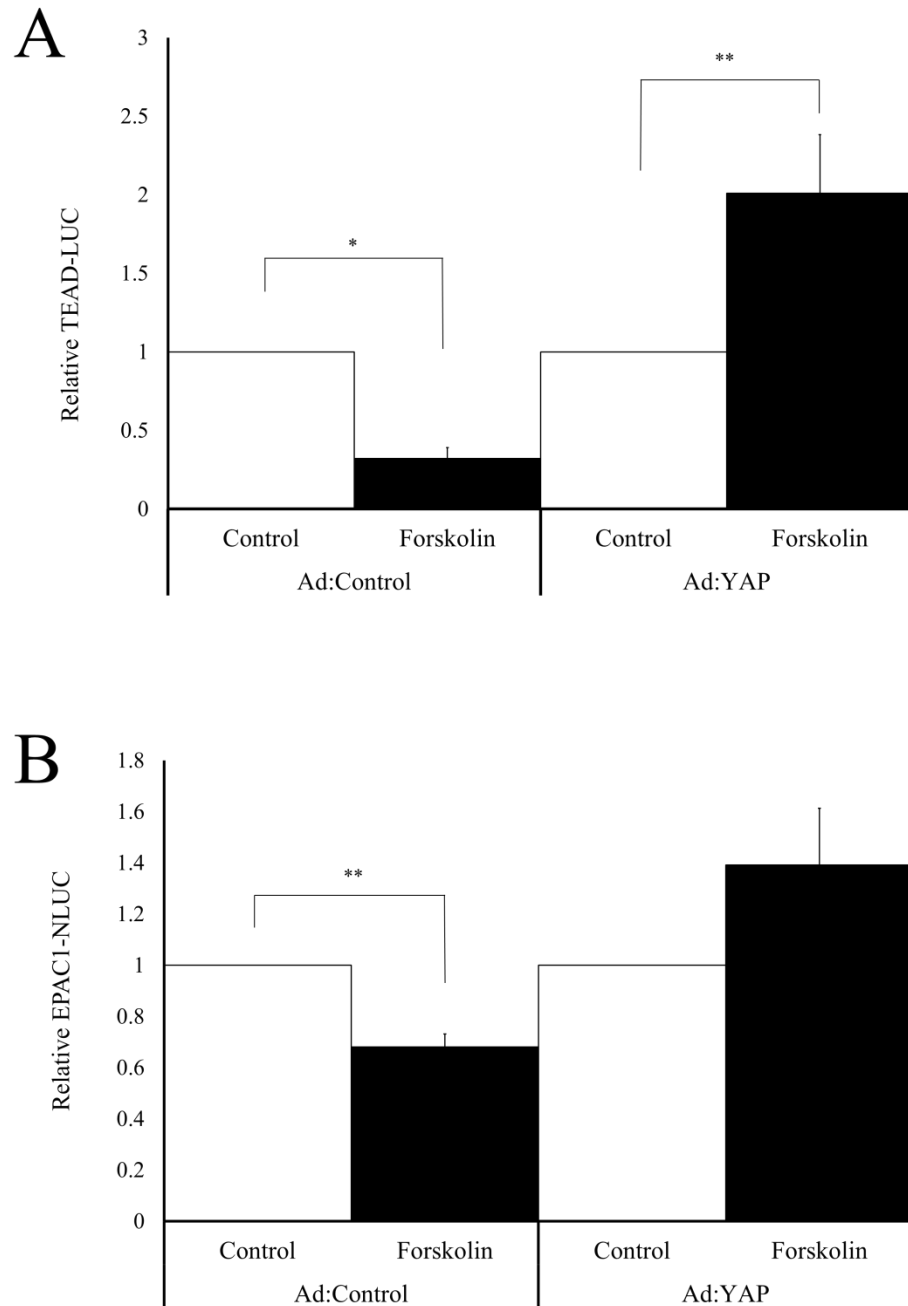 A
3
**
2.5
2
Relative TEAD-LUC
*
1.5
1
0.5
0
Control Forskolin Control Forskolin
Ad:Control Ad:YAP
B
1.8
1.6
1.4
**
1.2
Relative EPAC1-NLUC
1
0.8
0.6
0.4
0.2
0
Control Forskolin Control Forskolin
Ad:Control Ad:YAP